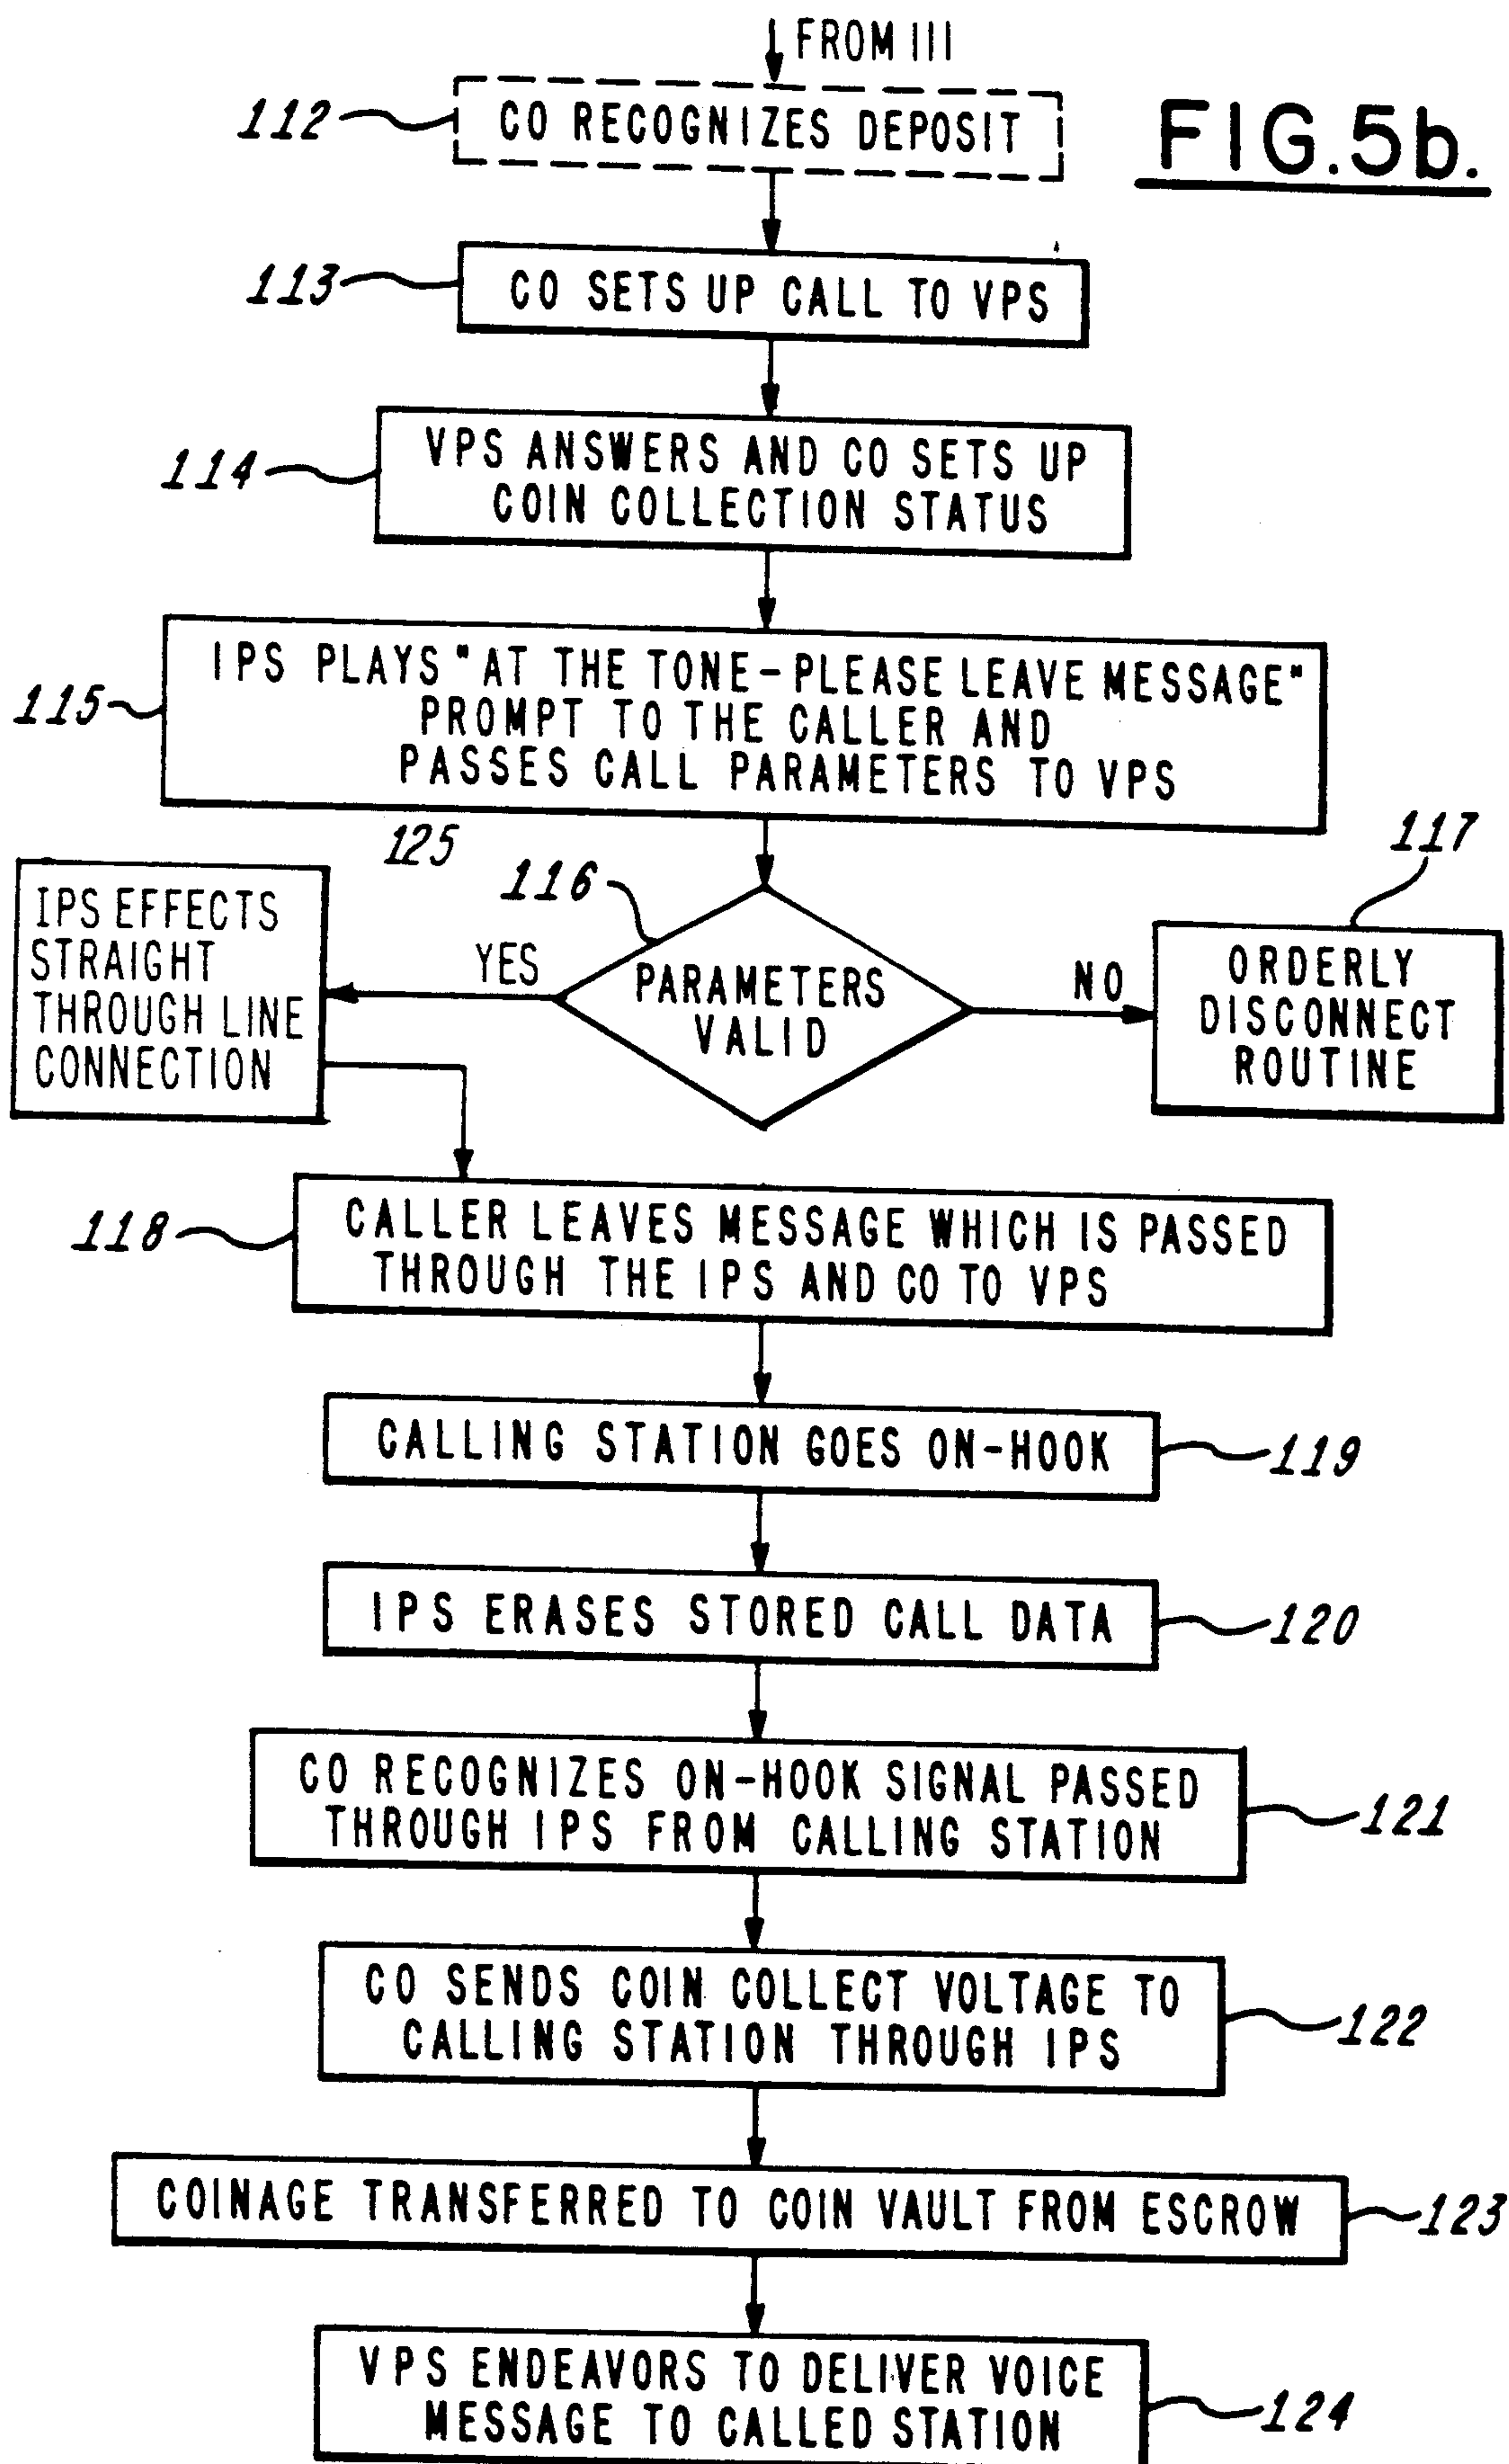 FROM 111
112
CO RECOGNIZES DEPOSIT
FIG.5b.
113
CO SETS UP CALL TO VPS
114
VPS ANSWERS AND CO SETS UP
COIN COLLECTION STATUS
115
IPS PLAYS "AT THE TONE-PLEASE LEAVE MESSAGE"
PROMPT TO THE CALLER AND
PASSES CALL PARAMETERS TO VPS
125
116
117
IPS EFFECTS
STRAIGHT
THROUGH LINE
CONNECTION
YES
PARAMETERS
VALID
NO
ORDERLY
DISCONNECT
ROUTINE
118
CALLER LEAVES MESSAGE WHICH IS PASSED
THROUGH THE IPS AND CO TO VPS
CALLING STATION GOES ON-HOOK
119
IPS ERASES STORED CALL DATA
120
CO RECOGNIZES ON-HOOK SIGNAL PASSED
THROUGH IPS FROM CALLING STATION
121
CO SENDS COIN COLLECT VOLTAGE TO
CALLING STATION THROUGH IPS
122
COINAGE TRANSFERRED TO COIN VAULT FROM ESCROW
123
VPS ENDEAVORS TO DELIVER VOICE
MESSAGE TO CALLED STATION
124